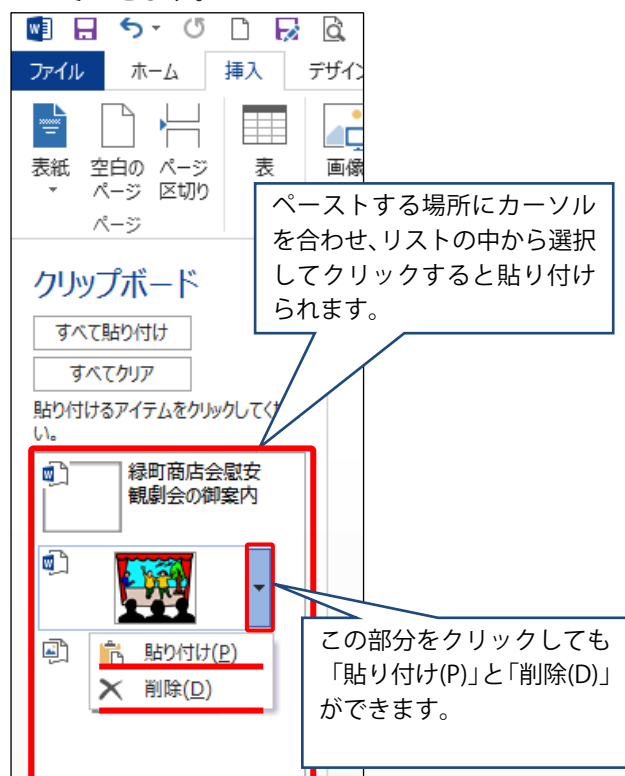 ファイル ホーム 挿入 デザイン
表紙 空白の ページ 表 画像
ページ 区切り
ページ
ペーストする場所にカーソル
を合わせ、リストの中から選択
してクリックすると貼り付け
られます。
クリップボード
すべて貼り付け
すべてクリア
貼り付けるアイテムをクリックしてくだ
い。
緑町商店会慰安
観劇会の御案内
貼り付け(P)
削除(D)
この部分をクリックしても
「貼り付け(P)」と「削除(D)」
ができます。